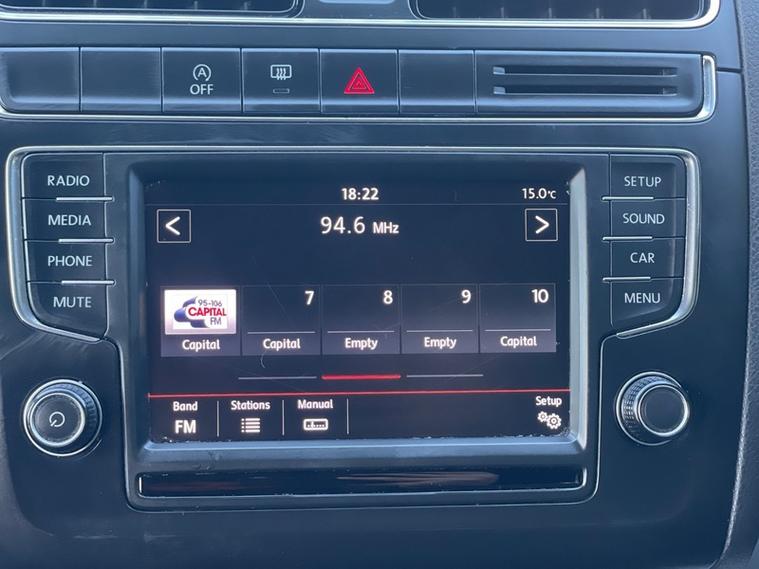 OFF
RADIO
MEDIA
PHONE
MUTE
18:22
15.0°C
94.6 MHz
<
>
95-106
CAPITAL
FM
Capital
7
Capital
8
Empty
9
Empty
10
Capital
Band
FM
Stations
Manual
Setup
SETUP
SOUND
CAR
MENU